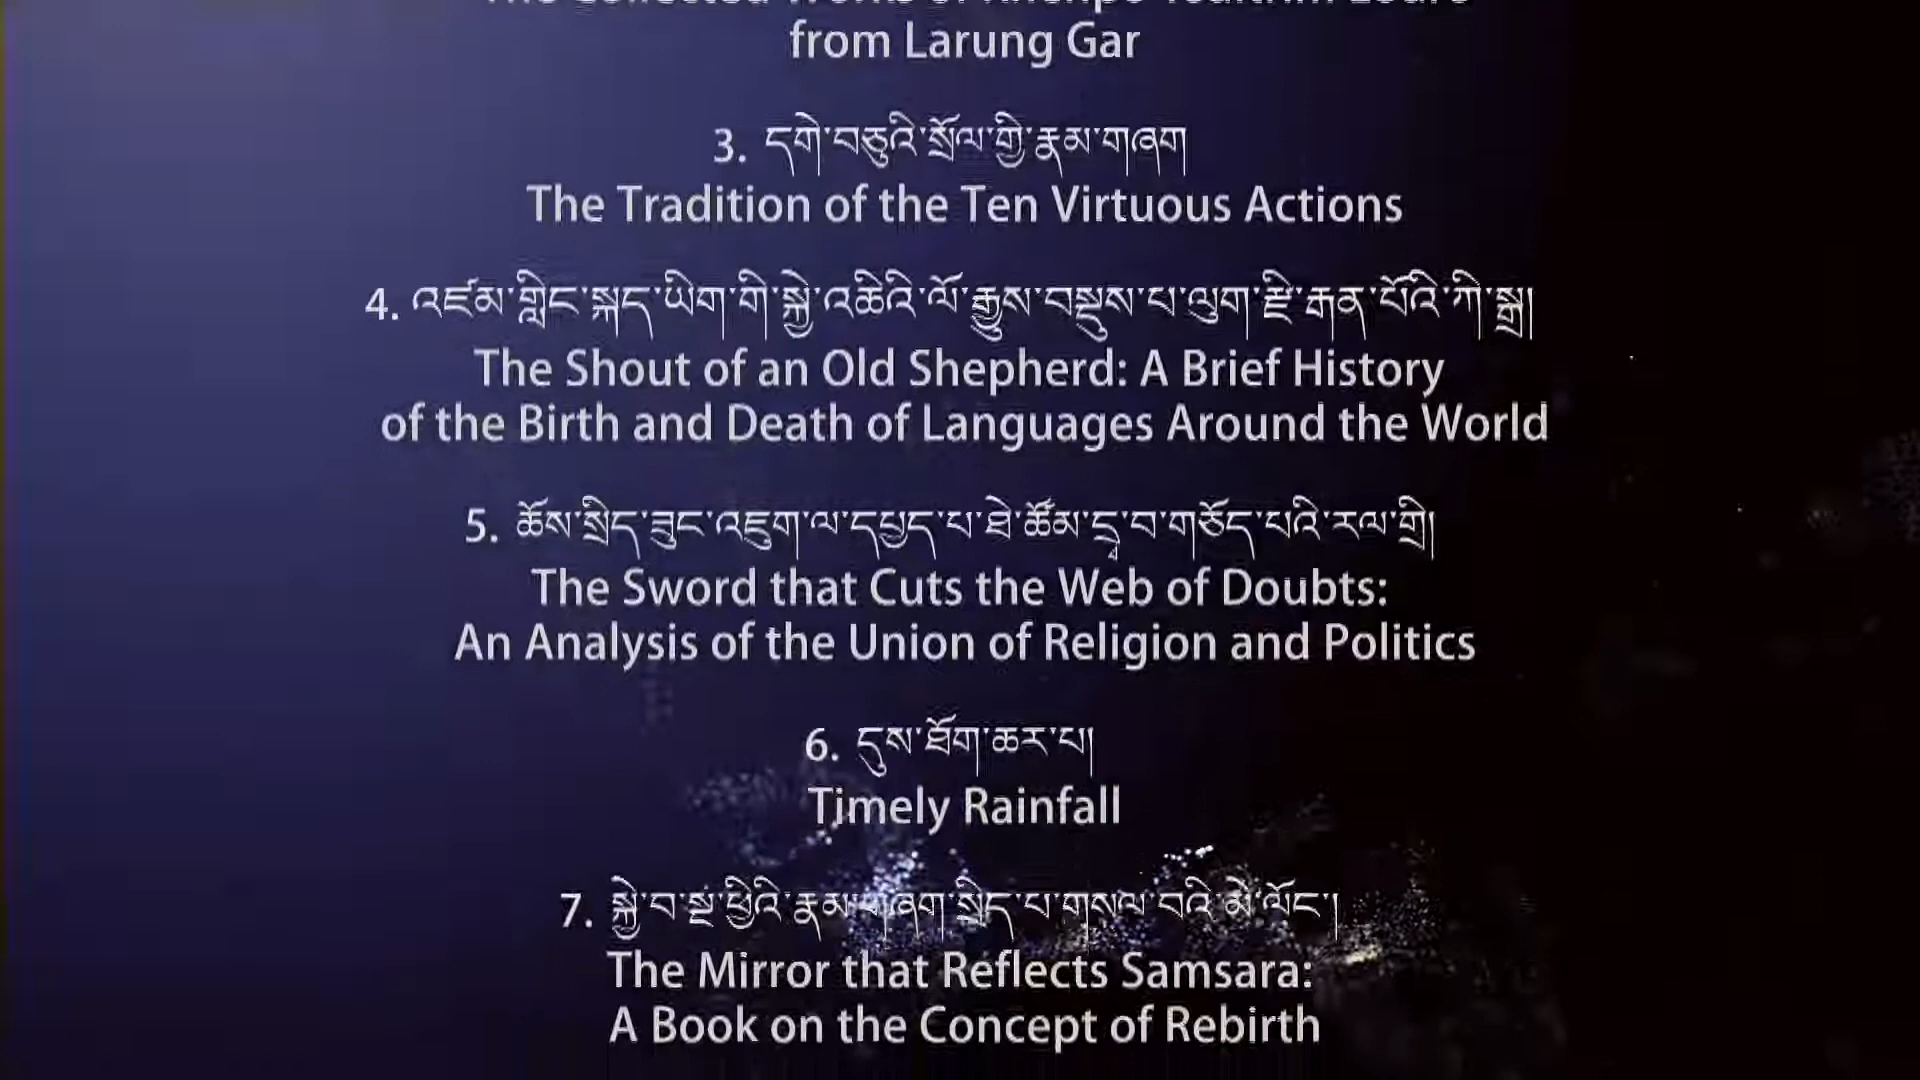 from Larung Gar
3. དགེ་བཅུའི་སྲོལ་གྱི་རྣམ་གཞག
The Tradition of the Ten Virtuous Actions
4. འཛམ་གླིང་སྐད་ཡིག་གི་སྐྱེ་འཆིའི་ལོ་རྒྱུས་བསྡུས་པ་ལུག་རྫི་རྒན་པོའི་ཀི་སྒྲ།
The Shout of an Old Shepherd: A Brief History
of the Birth and Death of Languages Around the World
5. ཆོས་སྲིད་ཟུང་འཇུག་ལ་དཔྱད་པ་ཐེ་ཚོམ་དྲྭ་བ་གཅོད་པའི་རལ་གྲི།
The Sword that Cuts the Web of Doubts:
An Analysis of the Union of Religion and Politics
6. དུས་ཐོག་ཆར་པ།
Timely Rainfall
7. སྐྱེ་བ་སྔ་ཕྱིའི་རྣམ་གཞག་སྲིད་པ་གསལ་བའི་མེ་ལོང་།
The Mirror that Reflects Samsara:
A Book on the Concept of Rebirth